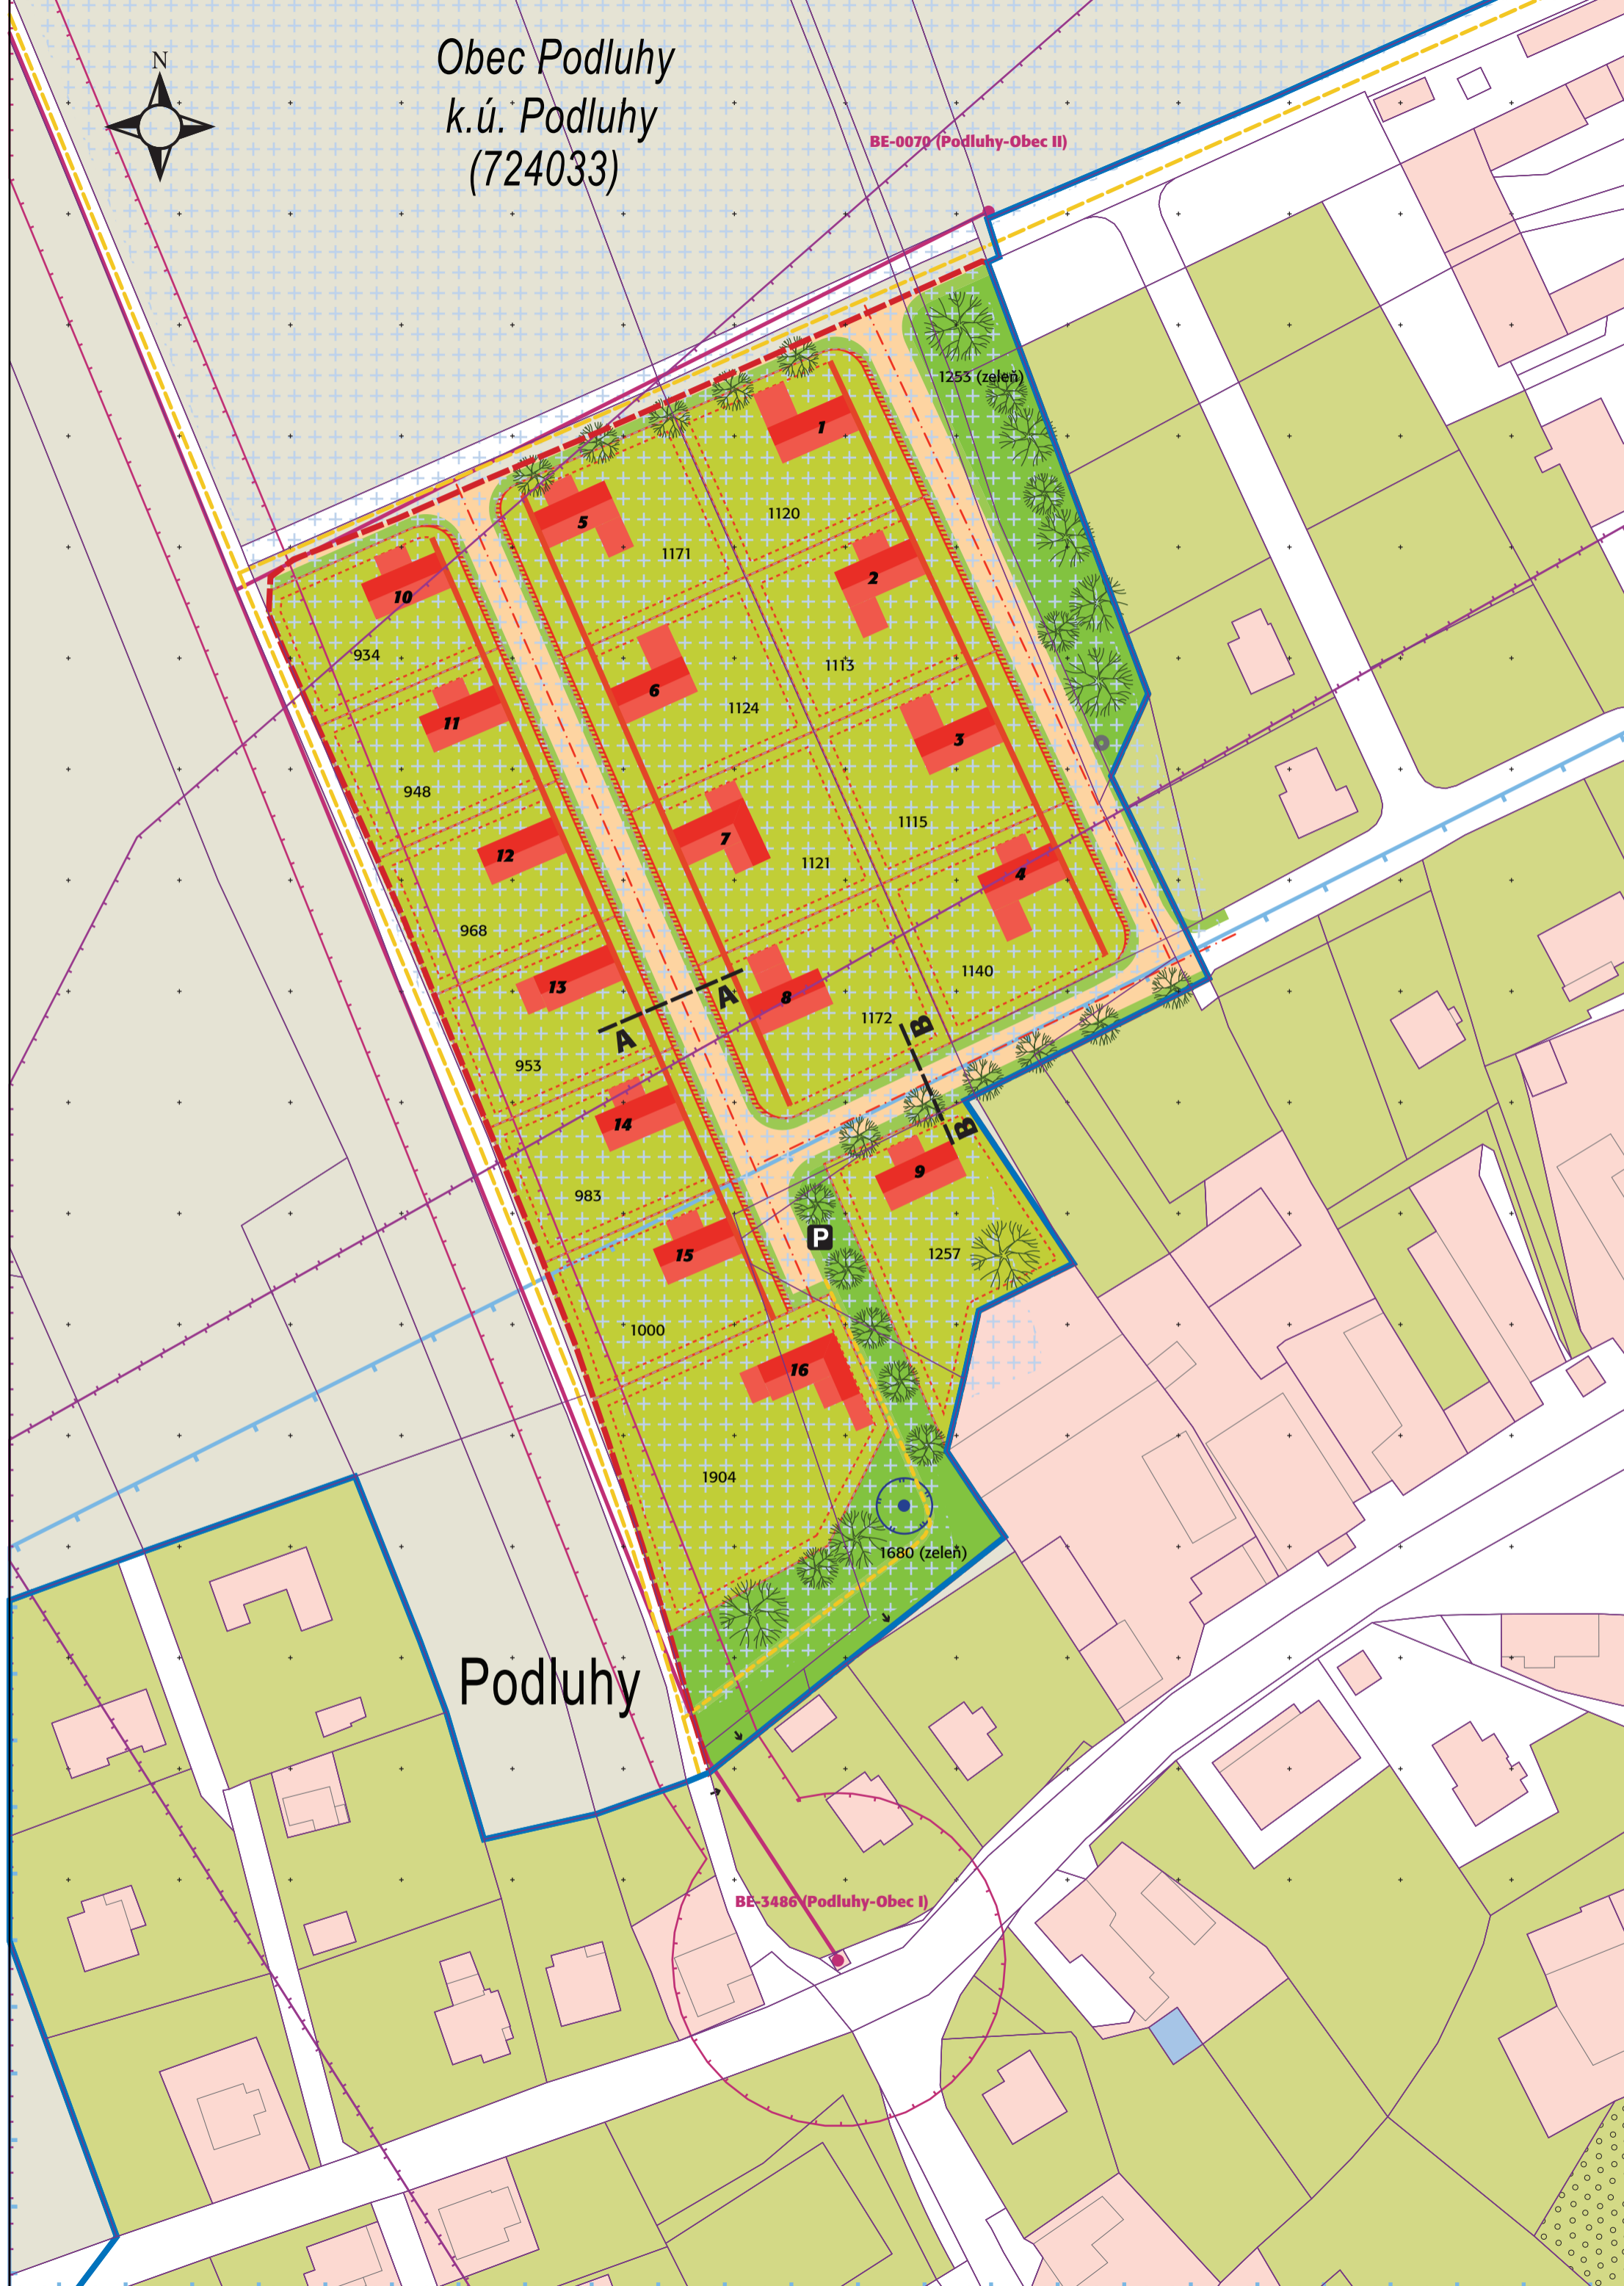 N
Obec Podluhy
k.ú. Podluhy
(724033)
BE-0070 (Podluhy-Obec II)
1253 (zeleň)
1
1120
5
1171
2
10
1113
934
6
1124
11
3
948
1115
7
1121
12
4
968
1140
13
A
A
8
1172
B
953
14
B
9
983
P
15
1257
1000
16
1904
1680 (zeleň)
Podluhy
BE-3486 (Podluhy-Obec I)